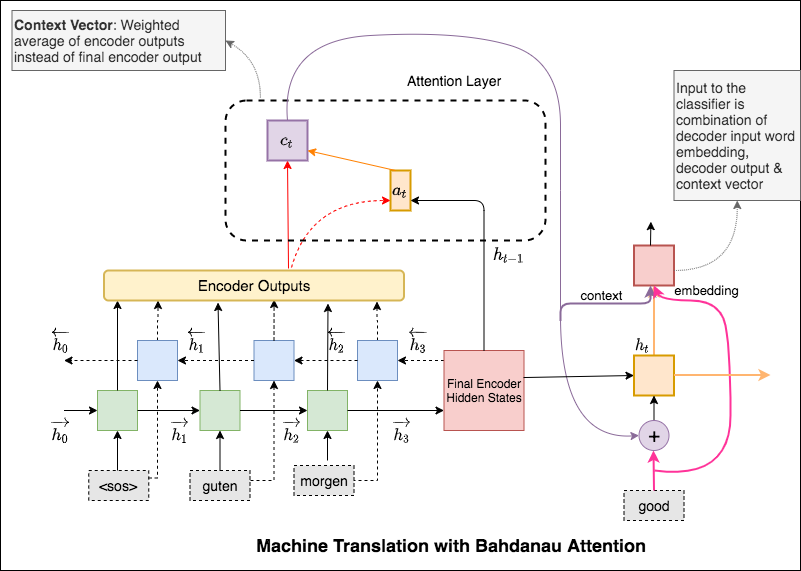 Context Vector: Weighted
average of encoder outputs
instead of final encoder output
Attention Layer
Input to the
classifier is
combination of
decoder input word
embedding,
decoder output &
context vector
c_t
a_t
h_{t-1}
Encoder Outputs
context
embedding
\overleftarrow{h_0}
\overleftarrow{h_1}
\overleftarrow{h_2}
\overleftarrow{h_3}
h_t
Final Encoder
Hidden States
\overrightarrow{h_0}
\overrightarrow{h_1}
\overrightarrow{h_2}
\overrightarrow{h_3}
+
<sos>
guten
morgen
good
Machine Translation with Bahdanau Attention